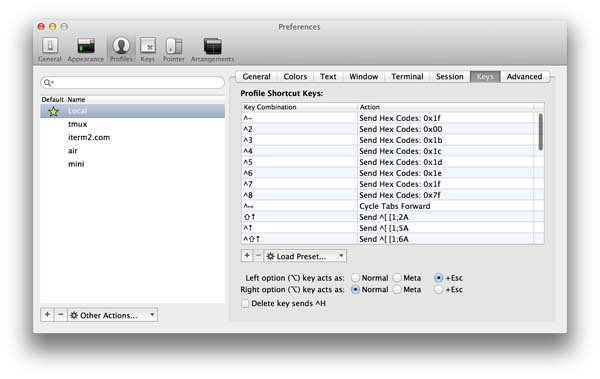 Preferences
General Appearance Profiles Keys Pointer Arrangements
General Colors Text Window Terminal Session Keys Advanced
Default Name
Local
tmux
iterm2.com
air
mini
Profile Shortcut Keys:
Key Combination Action
^- Send Hex Codes: 0x1f
^2 Send Hex Codes: 0x00
^3 Send Hex Codes: 0x1b
^4 Send Hex Codes: 0x1c
^5 Send Hex Codes: 0x1d
^6 Send Hex Codes: 0x1e
^7 Send Hex Codes: 0x1f
^8 Send Hex Codes: 0x7f
Cycle Tabs Forward
⇧↑ Send ^[ [1;2A
^↑ Send ^[ [1;5A
^⇧↑ Send ^[ [1;6A
+ − Load Preset...
Left option (⌥) key acts as: Normal Meta +Esc
Right option (⌥) key acts as: Normal Meta +Esc
Delete key sends ^H
+ − Other Actions...